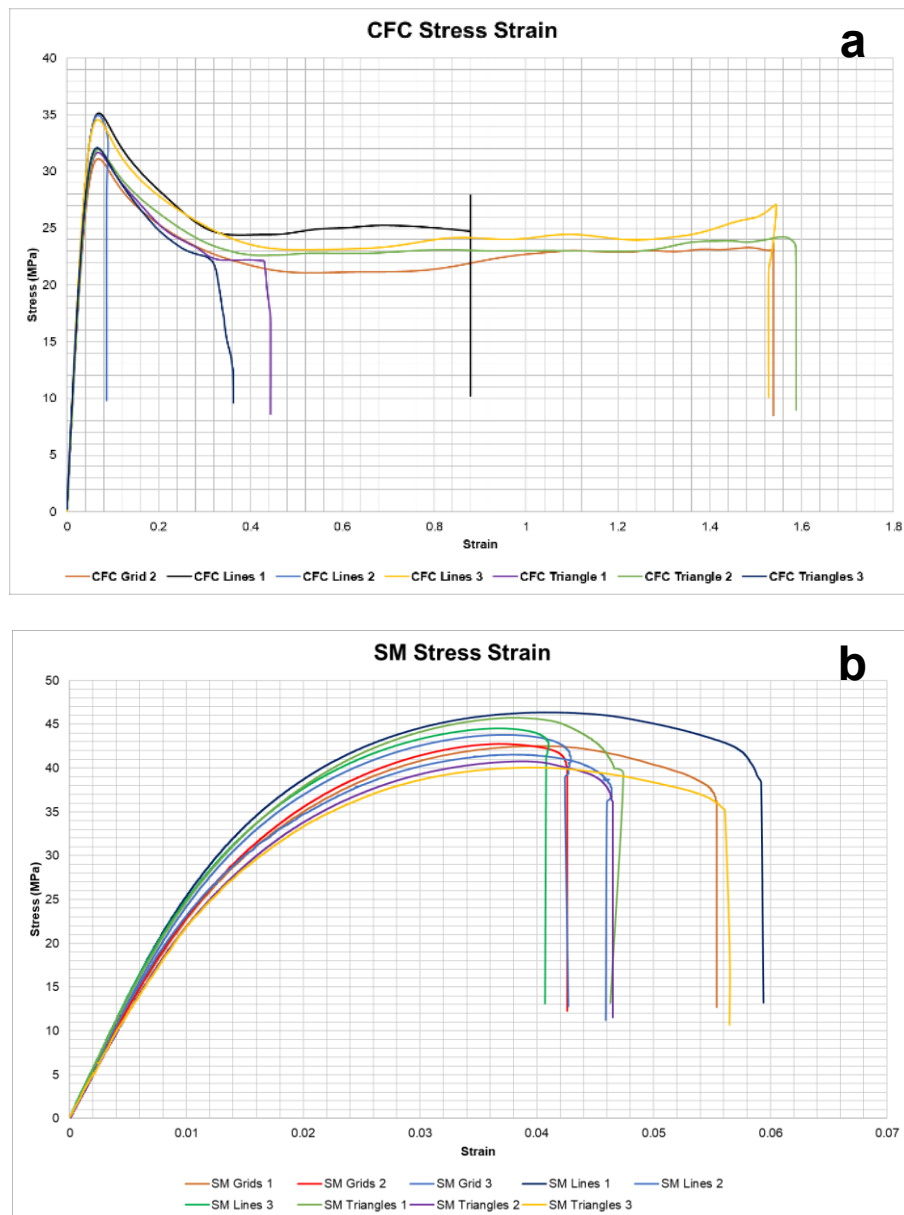 CFC Stress Strain
a
40
35
30
25
20
15
10
5
0
Stress (MPa)
0 0.2 0.4 0.6 0.8 1 1.2 1.4 1.6 1.8
Strain
CFC Grid 2 CFC Lines 1 CFC Lines 2 CFC Lines 3 CFC Triangle 1 CFC Triangle 2 CFC Triangles 3
SM Stress Strain
b
50
45
40
35
30
25
20
15
10
5
0
Stress (MPa)
0 0.01 0.02 0.03 0.04 0.05 0.06 0.07
Strain
SM Grids 1 SM Grids 2 SM Grid 3 SM Lines 1 SM Lines 2
SM Lines 3 SM Triangles 1 SM Triangles 2 SM Triangles 3